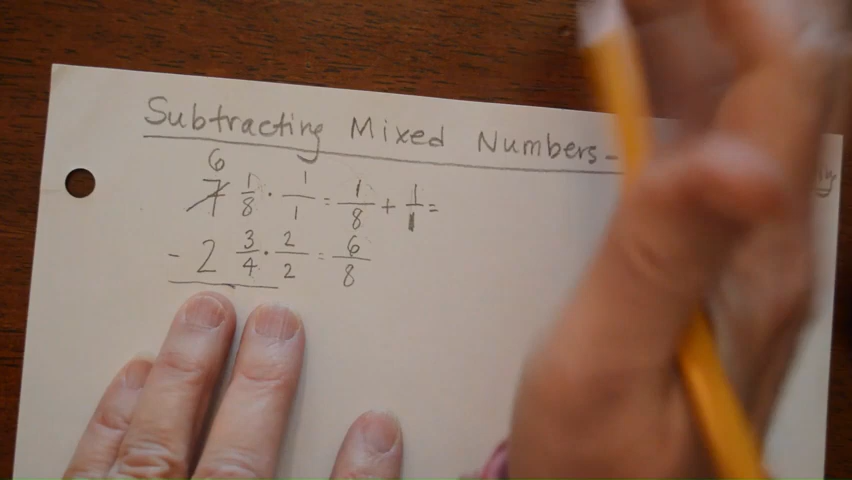 Subtracting Mixed Numbers -
6
7 1/8 · 1/1 = 1/8 + 1/1 =
- 2 3/4 · 2/2 = 6/8